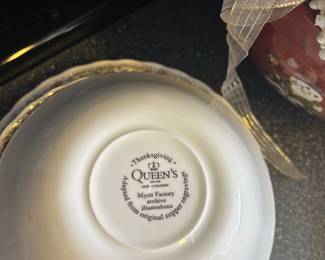 • Thanksgiving •
QUEEN'S
Myott Factory
archive
illustrations
Adapted from original copper engravings